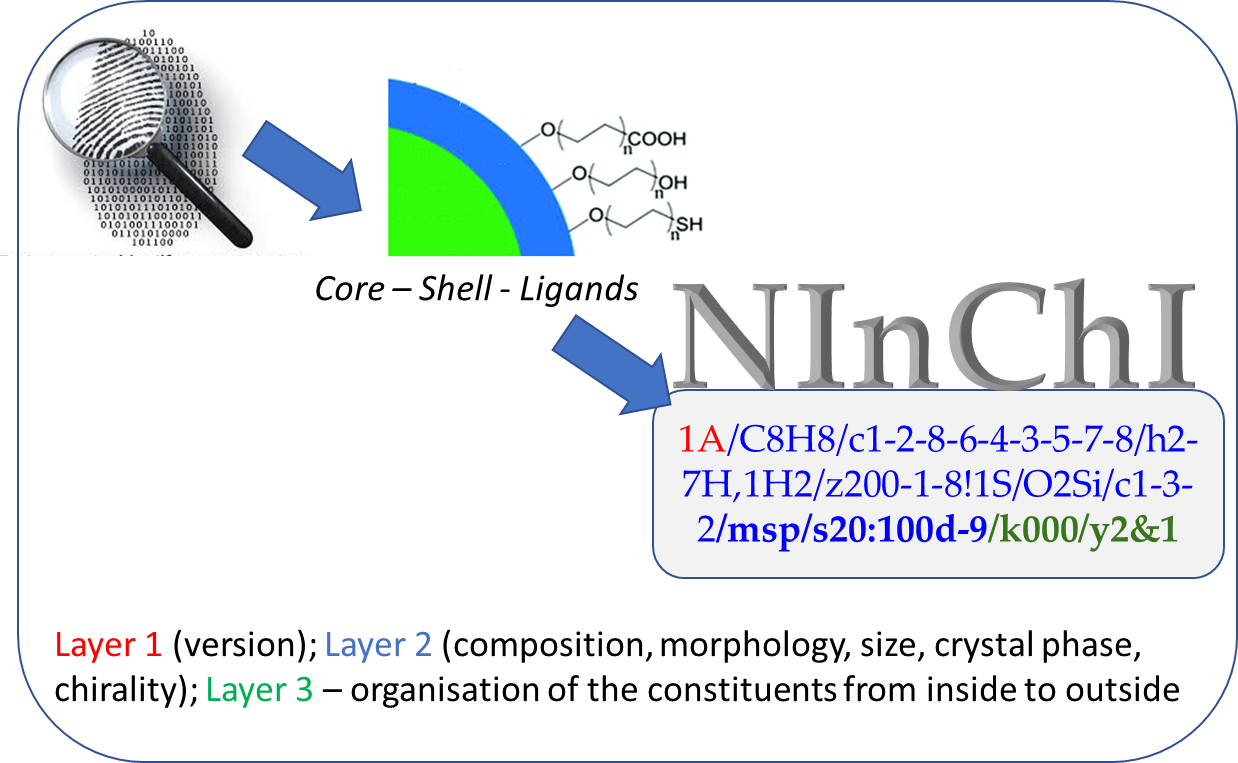 10
0100110
101100
O
n
COOH
O
n
OH
O
n
SH
Core – Shell - Ligands
NInChI
1A/C8H8/c1-2-8-6-4-3-5-7-8/h2-
7H,1H2/z200-1-8!1S/O2Si/c1-3-
2/msp/s20:100d-9/k000/y2&1
Layer 1 (version); Layer 2 (composition, morphology, size, crystal phase,
chirality); Layer 3 – organisation of the constituents from inside to outside